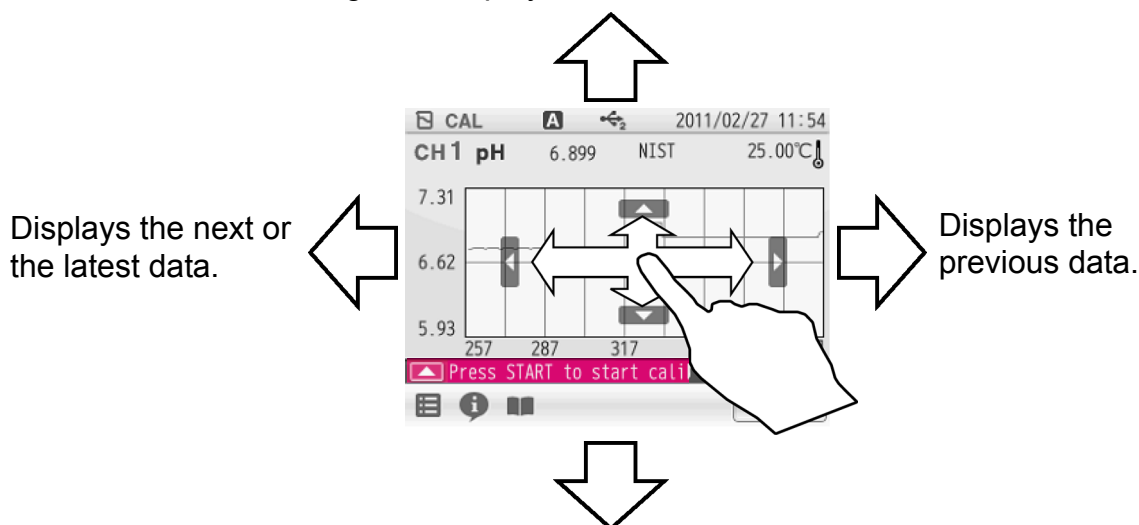 CAL A 2 2011/02/27 11:54
CH1 pH 6.899 NIST 25.00℃
7.31
Displays the next or
the latest data.
Displays the
previous data.
6.62
5.93
257 287 317
Press START to start cali